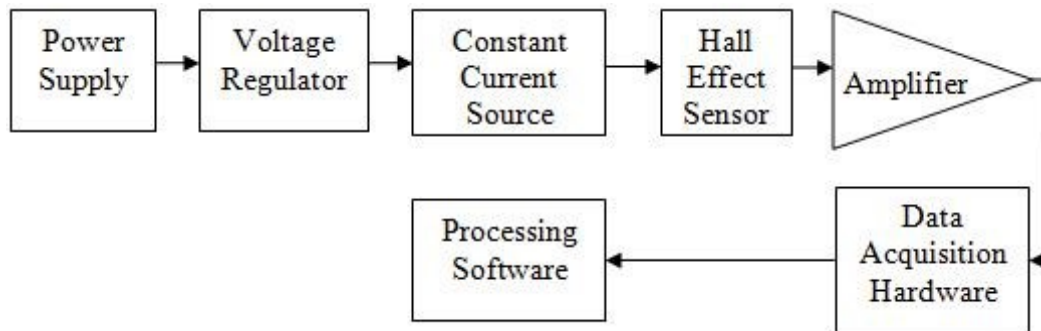 Power
Supply
Voltage
Regulator
Constant
Current
Source
Hall
Effect
Sensor
Amplifier
Data
Acquisition
Hardware
Processing
Software